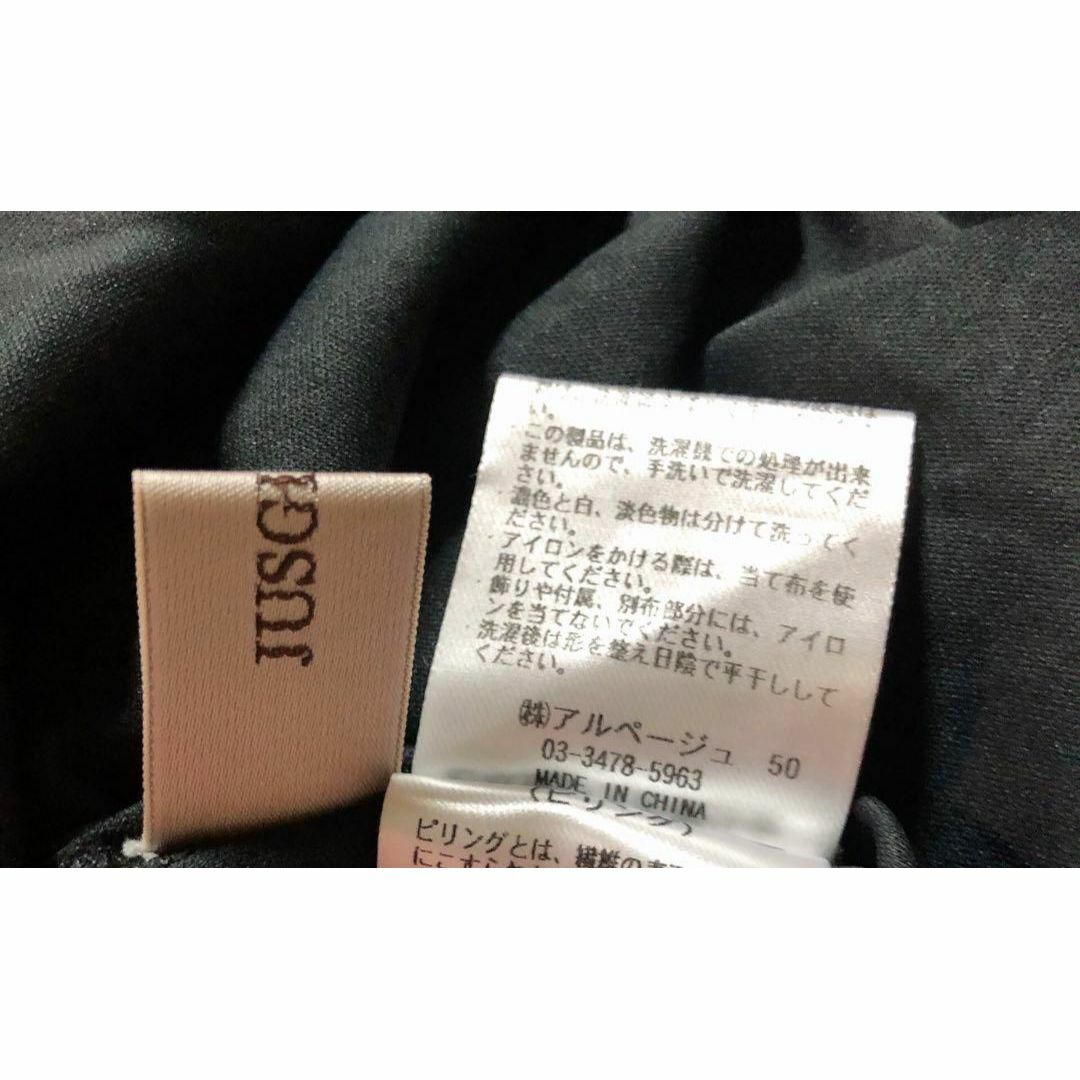 JUSG
い。
この製品は、洗濯機での処理が出来
ませんので、手洗いで洗濯してくだ
さい。
濃色と白、淡色物は分けて洗ってく
ださい。
アイロンをかける際は、当て布を使
用してください。
飾りや付属、別布部分には、アイロ
ンを当てないでください。
洗濯後は形を整え日陰で平干しして
ください。
㈱アルページュ 50
03-3478-5963
MADE IN CHINA
(ピリング)
ピリングとは、繊維の